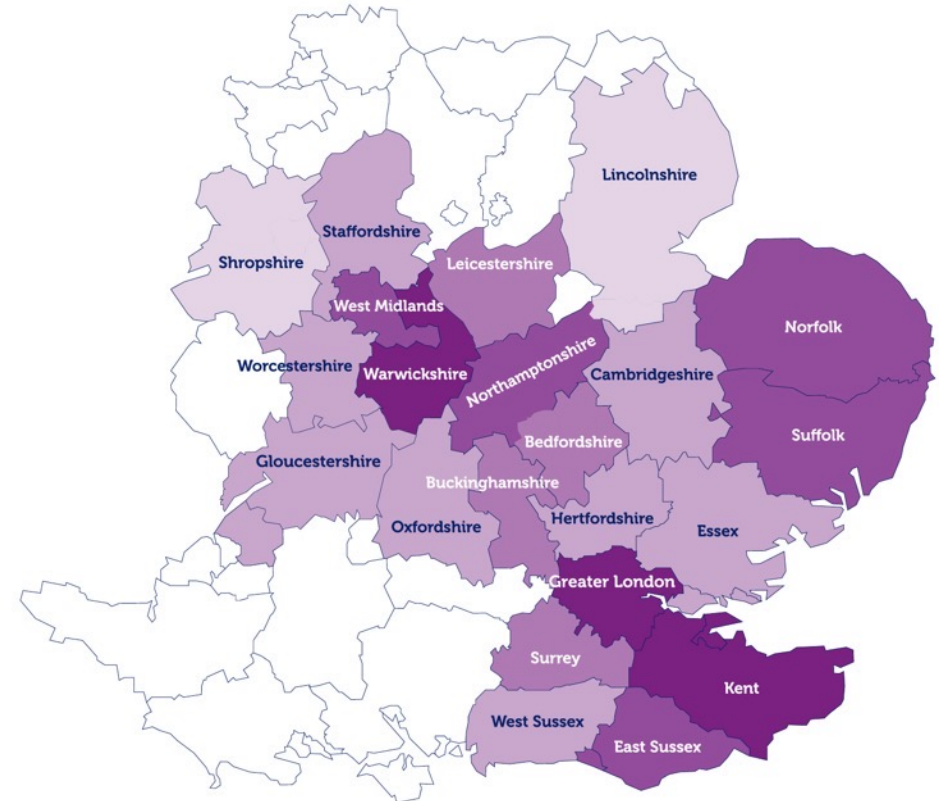 Lincolnshire
Staffordshire
Shropshire
Leicestershire
West Midlands
Norfolk
Northamptonshire
Worcestershire
Warwickshire
Cambridgeshire
Suffolk
Bedfordshire
Gloucestershire
Buckinghamshire
Hertfordshire
Oxfordshire
Essex
Greater London
Surrey
Kent
West Sussex
East Sussex